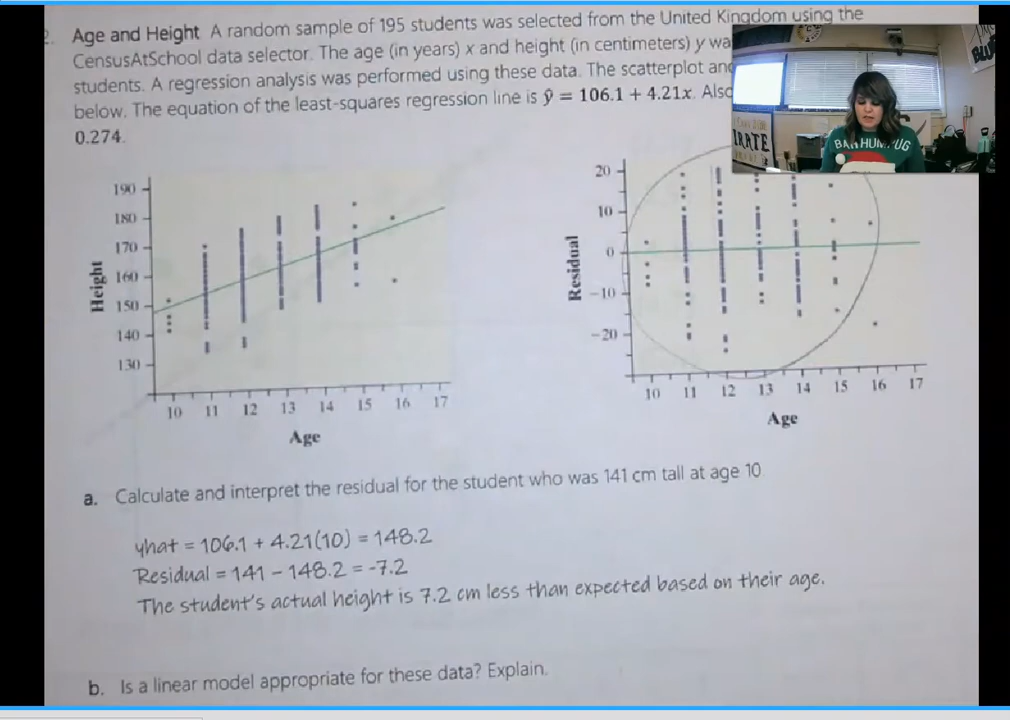 2. Age and Height A random sample of 195 students was selected from the United Kingdom using the
CensusAtSchool data selector. The age (in years) x and height (in centimeters) y wa
students. A regression analysis was performed using these data. The scatterplot and
below. The equation of the least-squares regression line is ŷ = 106.1 + 4.21x. Also
0.274.
BAH HUM PUG
190
180
170
160
150
140
130
Height
10 11 12 13 14 15 16 17
Age
20
10
0
-10
-20
Residual
10 11 12 13 14 15 16 17
Age
a. Calculate and interpret the residual for the student who was 141 cm tall at age 10
yhat = 106.1 + 4.21(10) = 148.2
Residual = 141 - 148.2 = -7.2
The student's actual height is 7.2 cm less than expected based on their age.
b. Is a linear model appropriate for these data? Explain.